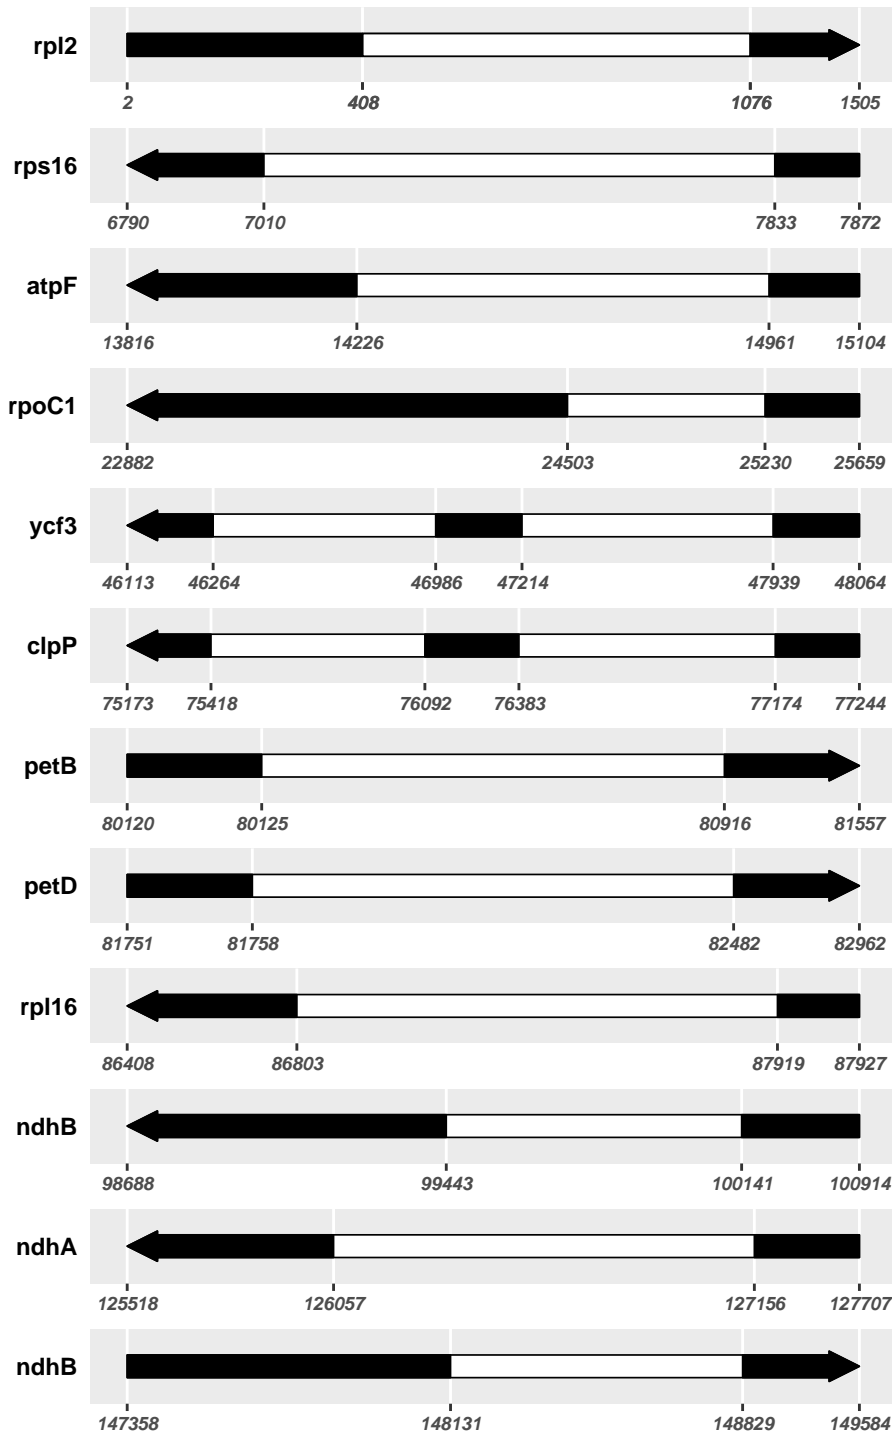 rpl2
2 408 1076 1505
rps16
6790 7010 7833 7872
atpF
13816 14226 14961 15104
rpoC1
22882 24503 25230 25659
ycf3
46113 46264 46986 47214 47939 48064
clpP
75173 75418 76092 76383 77174 77244
petB
80120 80125 80916 81557
petD
81751 81758 82482 82962
rpl16
86408 86803 87919 87927
ndhB
98688 99443 100141 100914
ndhA
125518 126057 127156 127707
ndhB
147358 148131 148829 149584